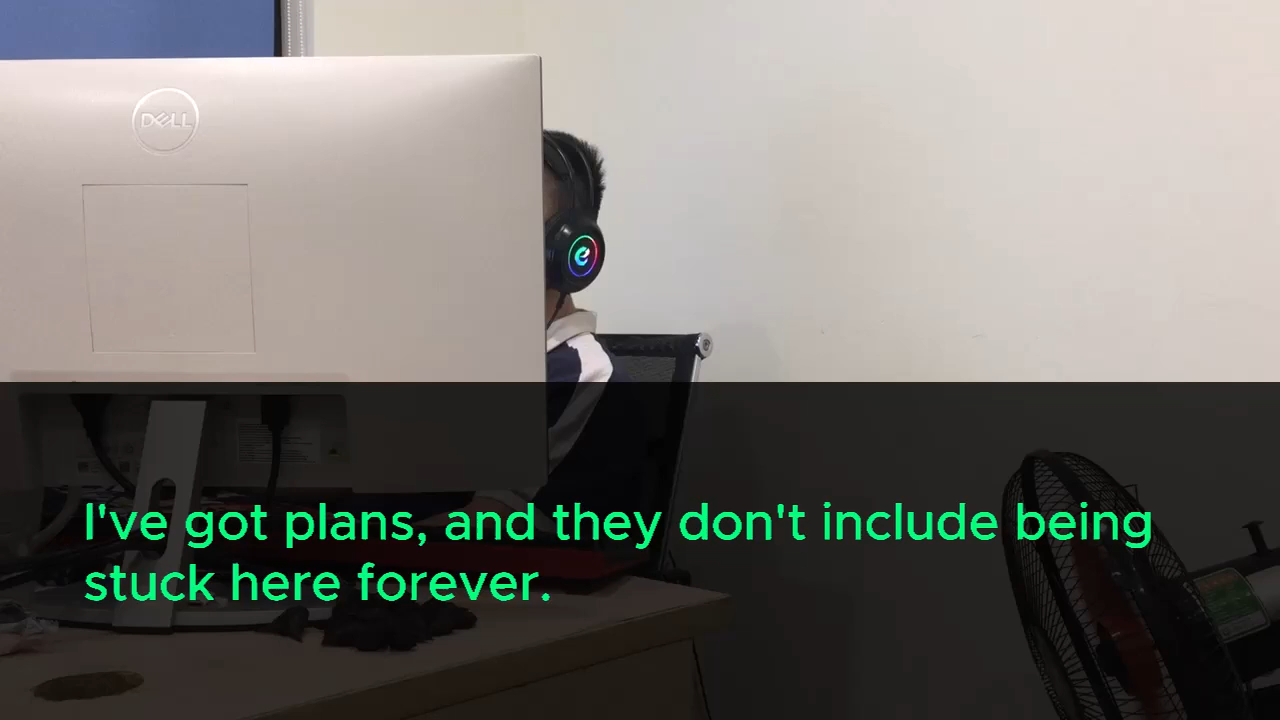 DELL
I've got plans, and they don't include being
stuck here forever.